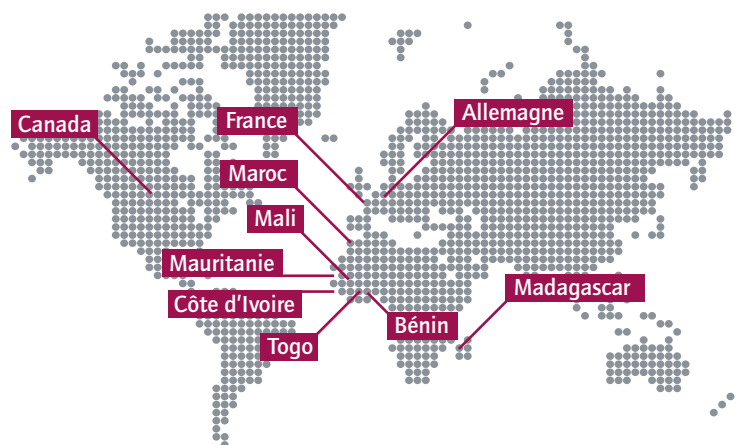 Allemagne
France
Canada
Maroc
Mali
Mauritanie
Madagascar
Côte d'Ivoire
Bénin
Togo